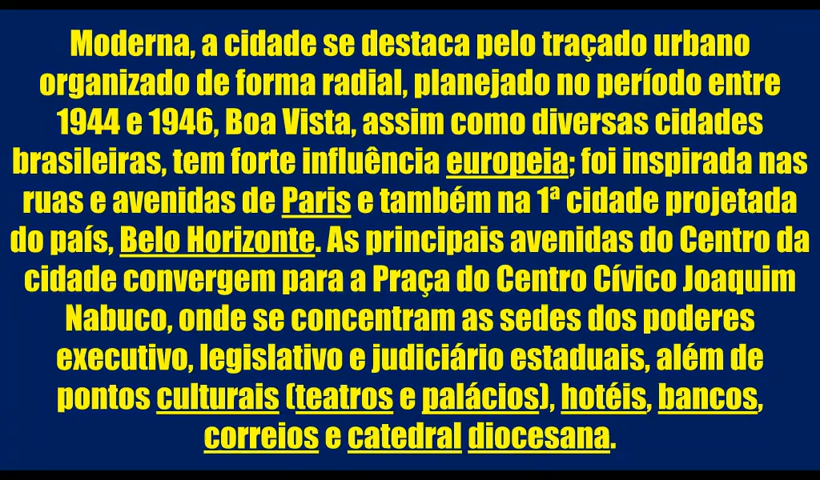 Moderna, a cidade se destaca pelo traçado urbano
organizado de forma radial, planejado no período entre
1944 e 1946, Boa Vista, assim como diversas cidades
brasileiras, tem forte influência europeia; foi inspirada nas
ruas e avenidas de Paris e também na 1ª cidade projetada
do país, Belo Horizonte. As principais avenidas do Centro da
cidade convergem para a Praça do Centro Cívico Joaquim
Nabuco, onde se concentram as sedes dos poderes
executivo, legislativo e judiciário estaduais, além de
pontos culturais (teatros e palácios), hotéis, bancos,
correios e catedral diocesana.